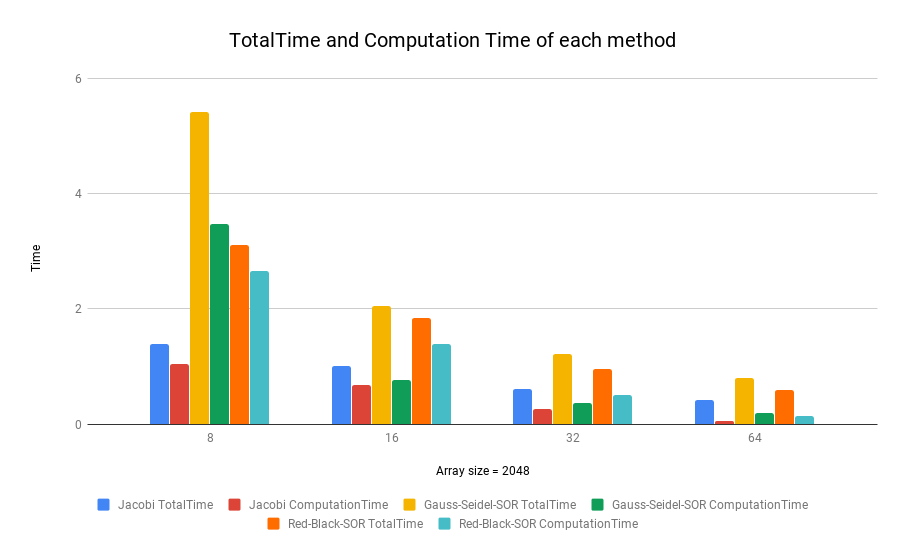 TotalTime and Computation Time of each method
6
4
2
0
Time
8 16 32 64
Array size = 2048
Jacobi TotalTime Jacobi ComputationTime Gauss-Seidel-SOR TotalTime Gauss-Seidel-SOR ComputationTime
Red-Black-SOR TotalTime Red-Black-SOR ComputationTime